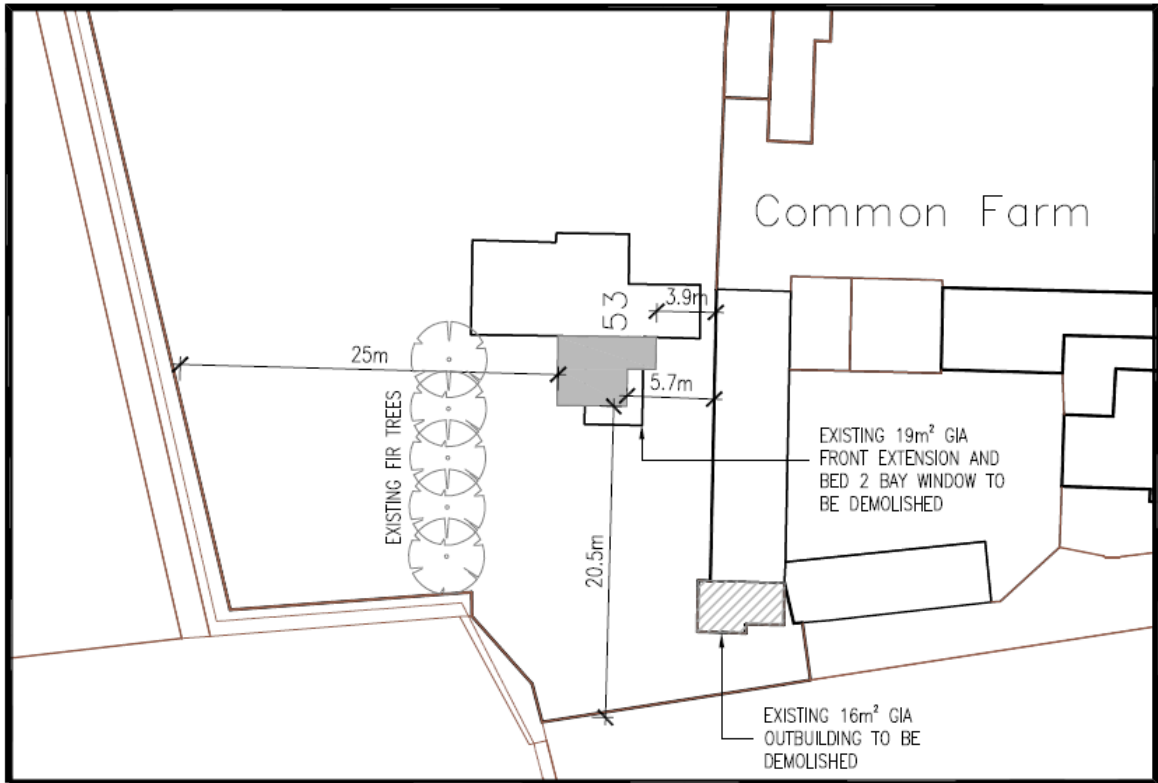 Common Farm
53
3.9m
25m
5.7m
EXISTING FIR TREES
EXISTING 19m² GIA
FRONT EXTENSION AND
BED 2 BAY WINDOW TO
BE DEMOLISHED
20.5m
EXISTING 16m² GIA
OUTBUILDING TO BE
DEMOLISHED